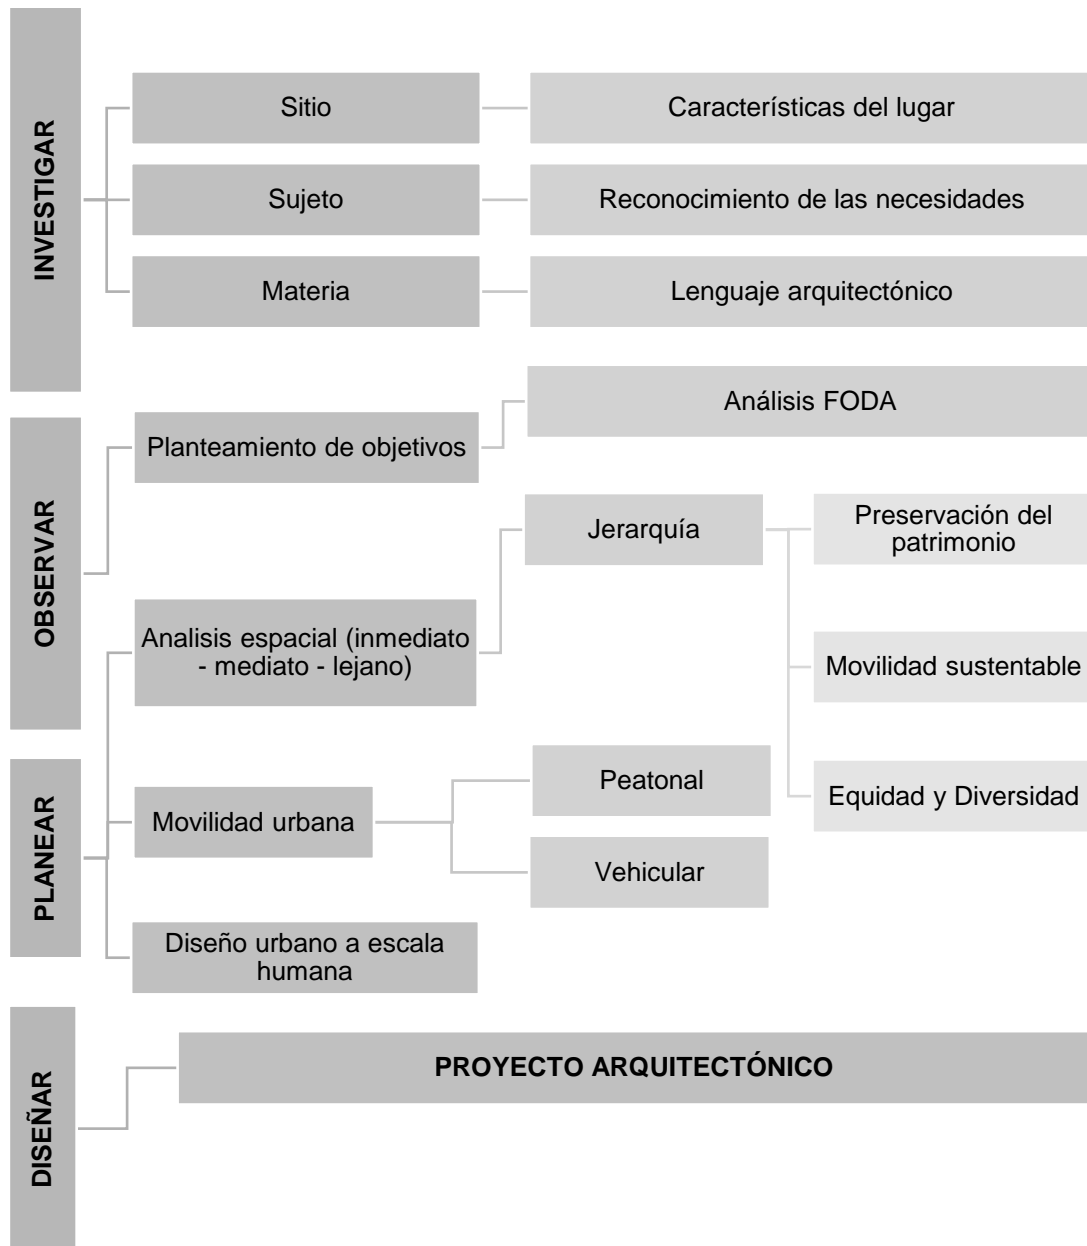 INVESTIGAR
Sitio
Características del lugar
Sujeto
Reconocimiento de las necesidades
Materia
Lenguaje arquitectónico
OBSERVAR
Planteamiento de objetivos
Análisis FODA
Analisis espacial (inmediato
- mediato - lejano)
Jerarquía
Preservación del
patrimonio
Movilidad sustentable
Equidad y Diversidad
PLANEAR
Movilidad urbana
Peatonal
Vehicular
Diseño urbano a escala
humana
DISEÑAR
PROYECTO ARQUITECTÓNICO